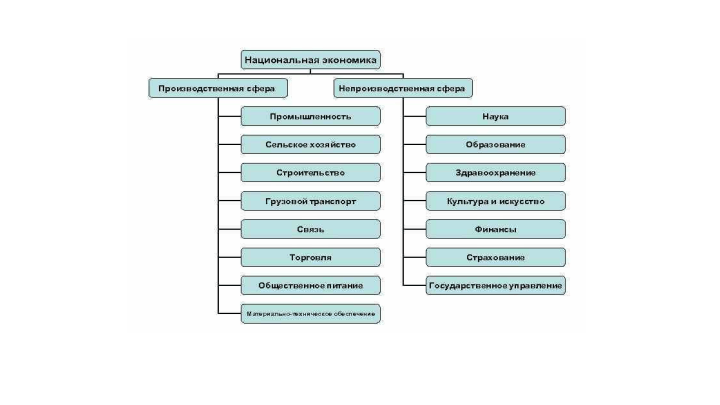 Национальная экономика
Производственная сфера
Непроизводственная сфера
Промышленность
Наука
Сельское хозяйство
Образование
Строительство
Здравоохранение
Грузовой транспорт
Культура и искусство
Связь
Финансы
Торговля
Страхование
Общественное питание
Государственное управление
Материально-техническое обеспечение